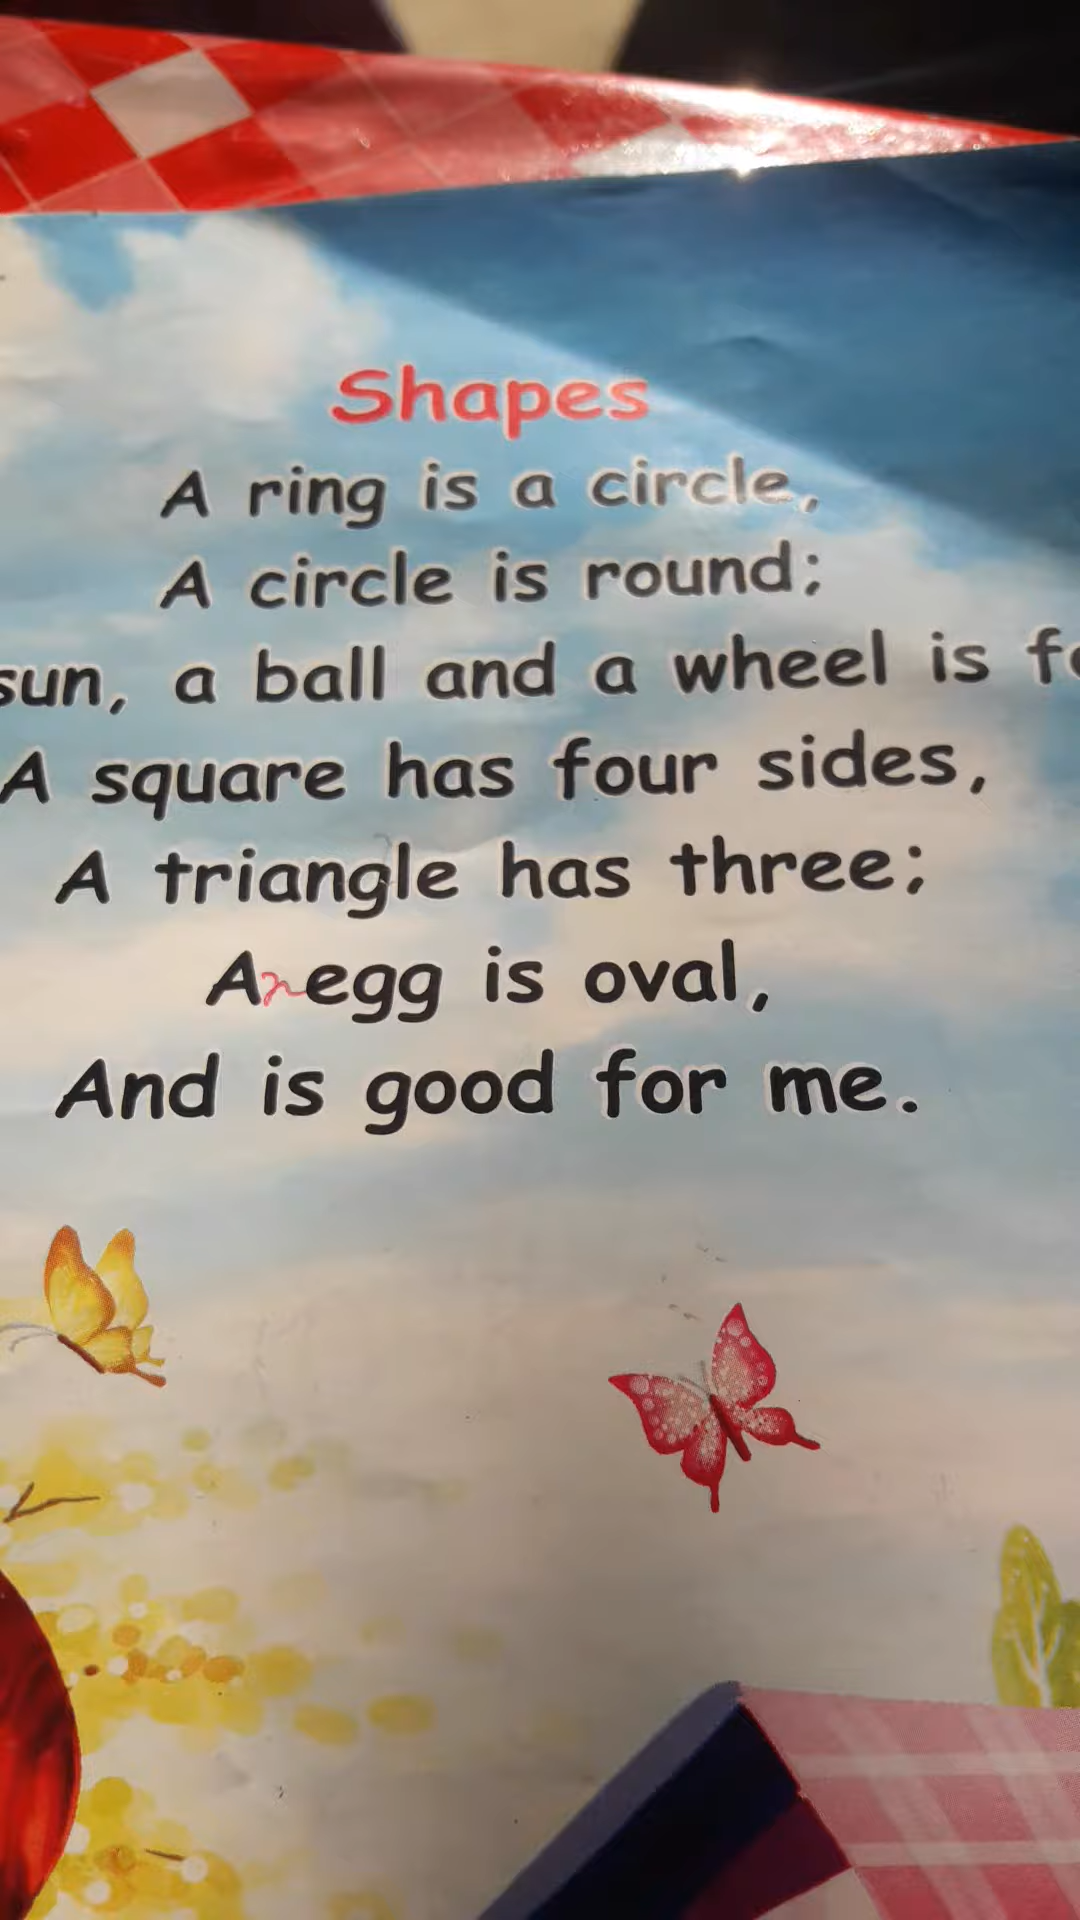 Shapes
A ring is a circle,
A circle is round;
sun, a ball and a wheel is
A square has four sides,
A triangle has three;
An egg is oval,
And is good for me.